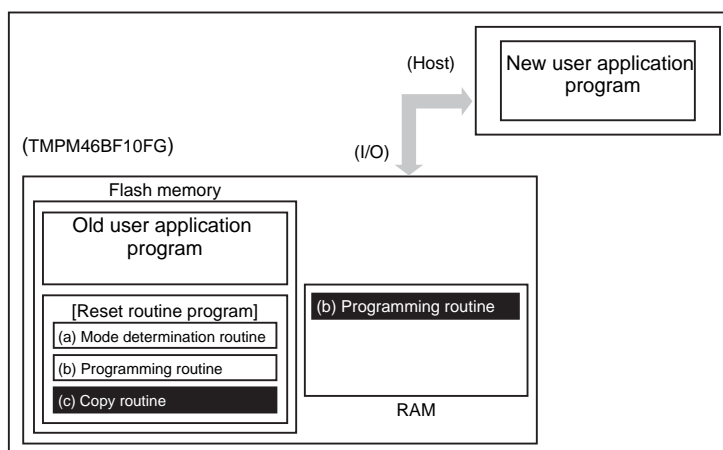 (Host)
New user application
program
(TMPM46BF10FG)
(I/O)
Flash memory
Old user application
program
[Reset routine program]
(a) Mode determination routine
(b) Programming routine
(c) Copy routine
(b) Programming routine
RAM